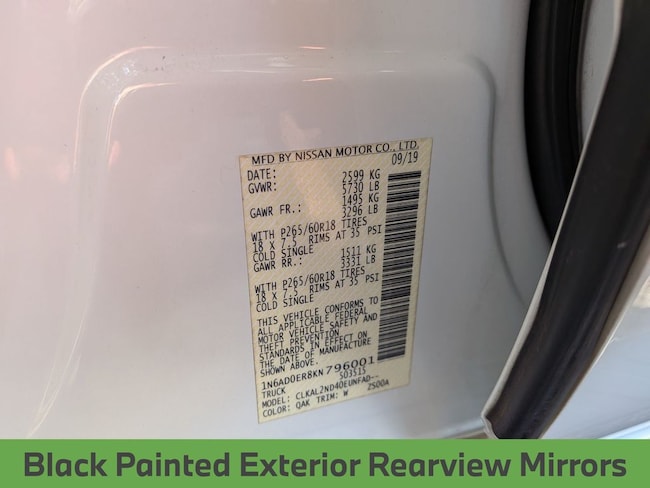 MFD BY NISSAN MOTOR CO., LTD.
DATE: 09/19
GVWR: 2599 KG
5730 LB
GAWR FR.: 1495 KG
3296 LB
WITH P265/60R18 TIRES
18 X 7.5 RIMS AT 35 PSI
COLD SINGLE
GAWR RR.: 1511 KG
3331 LB
WITH P265/60R18 TIRES
18 X 7.5 RIMS AT 35 PSI
COLD SINGLE
THIS VEHICLE CONFORMS TO
ALL APPLICABLE FEDERAL
MOTOR VEHICLE SAFETY AND
THEFT PREVENTION
STANDARDS IN EFFECT ON
THE DATE OF MANUFACTURE
SHOWN ABOVE.
1N6AD0ER8KN796001
TRUCK S03515
MODEL: CLKAL2ND40EUNFAD--
COLOR: QAK TRIM: W 2500A
Black Painted Exterior Rearview Mirrors